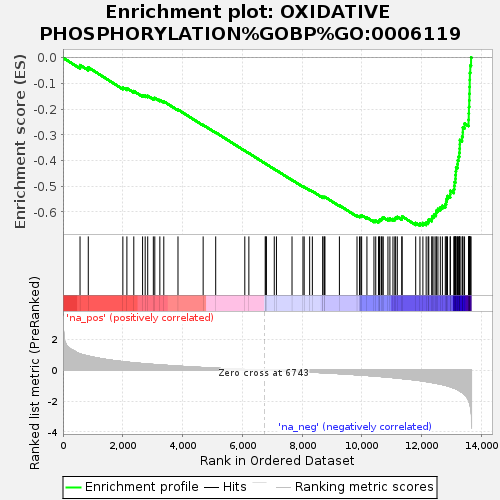 Enrichment plot: OXIDATIVE
PHOSPHORYLATION%GOBP%GO:0006119
Enrichment score (ES)
0.0
-0.1
-0.2
-0.3
-0.4
-0.5
-0.6
'na_pos' (positively correlated)
Ranked list metric (PreRanked)
2
0
-2
-4
Zero cross at 6743
'na_neg' (negatively correlated)
0 2,000 4,000 6,000 8,000 10,000 12,000 14,000
Rank in Ordered Dataset
Enrichment profile Hits Ranking metric scores